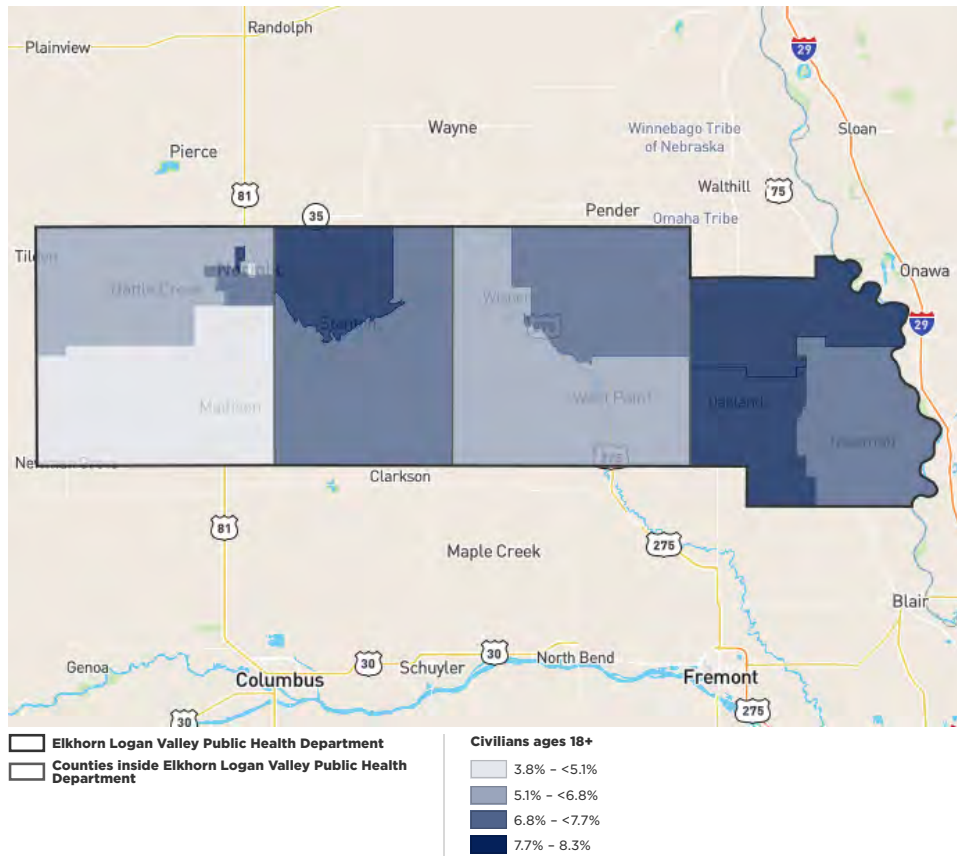 Randolph
Plainview
29
Wayne
Winnebago Tribe
of Nebraska
Sloan
Pierce
Walthill
75
81
35
Pender
Omaha Tribe
Onawa
Battle Creek
Wisner
29
Stanton
275
Madison
West Point
Oakland
275
Clarkson
81
Maple Creek
275
Blair
Genoa
30
Schuyler
30
North Bend
Columbus
Fremont
30
275
Elkhorn Logan Valley Public Health Department
Counties inside Elkhorn Logan Valley Public Health
Department
Civilians ages 18+
3.8% – <5.1%
5.1% – <6.8%
6.8% – <7.7%
7.7% – 8.3%